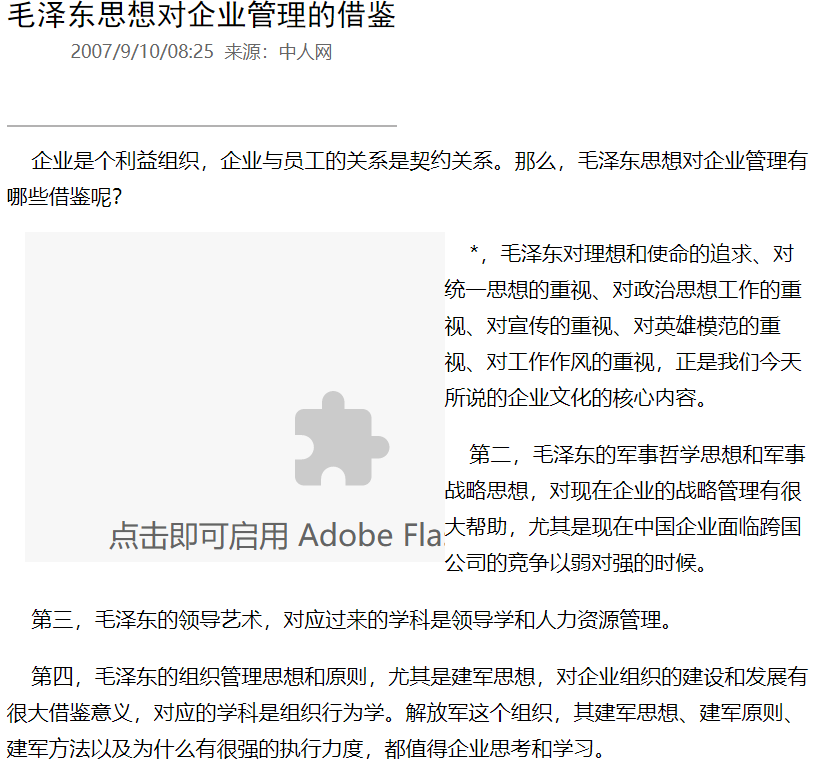 毛泽东思想对企业管理的借鉴
2007/9/10/08:25 来源：中人网
企业是个利益组织，企业与员工的关系是契约关系。那么，毛泽东思想对企业管理有
哪些借鉴呢？
*，毛泽东对理想和使命的追求、对
统一思想的重视、对政治思想工作的重
视、对宣传的重视、对英雄模范的重
视、对工作作风的重视，正是我们今天
所说的企业文化的核心内容。
点击即可启用 Adobe Fla
第二，毛泽东的军事哲学思想和军事
战略思想，对现在企业的战略管理有很
大帮助，尤其是现在中国企业面临跨国
公司的竞争以弱对强的时候。
第三，毛泽东的领导艺术，对应过来的学科是领导学和人力资源管理。
第四，毛泽东的组织管理思想和原则，尤其是建军思想，对企业组织的建设和发展有
很大借鉴意义，对应的学科是组织行为学。解放军这个组织，其建军思想、建军原则、
建军方法以及为什么有很强的执行力度，都值得企业思考和学习。